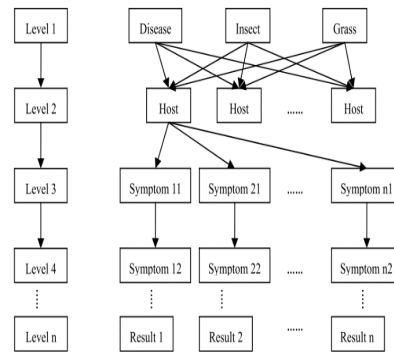 Level 1 Disease Insect Grass
Level 2 Host Host ...... Host
Level 3 Symptom 11 Symptom 21 ...... Symptom n1
Level 4 Symptom 12 Symptom 22 ...... Symptom n2
Level n Result 1 Result 2 ...... Result n